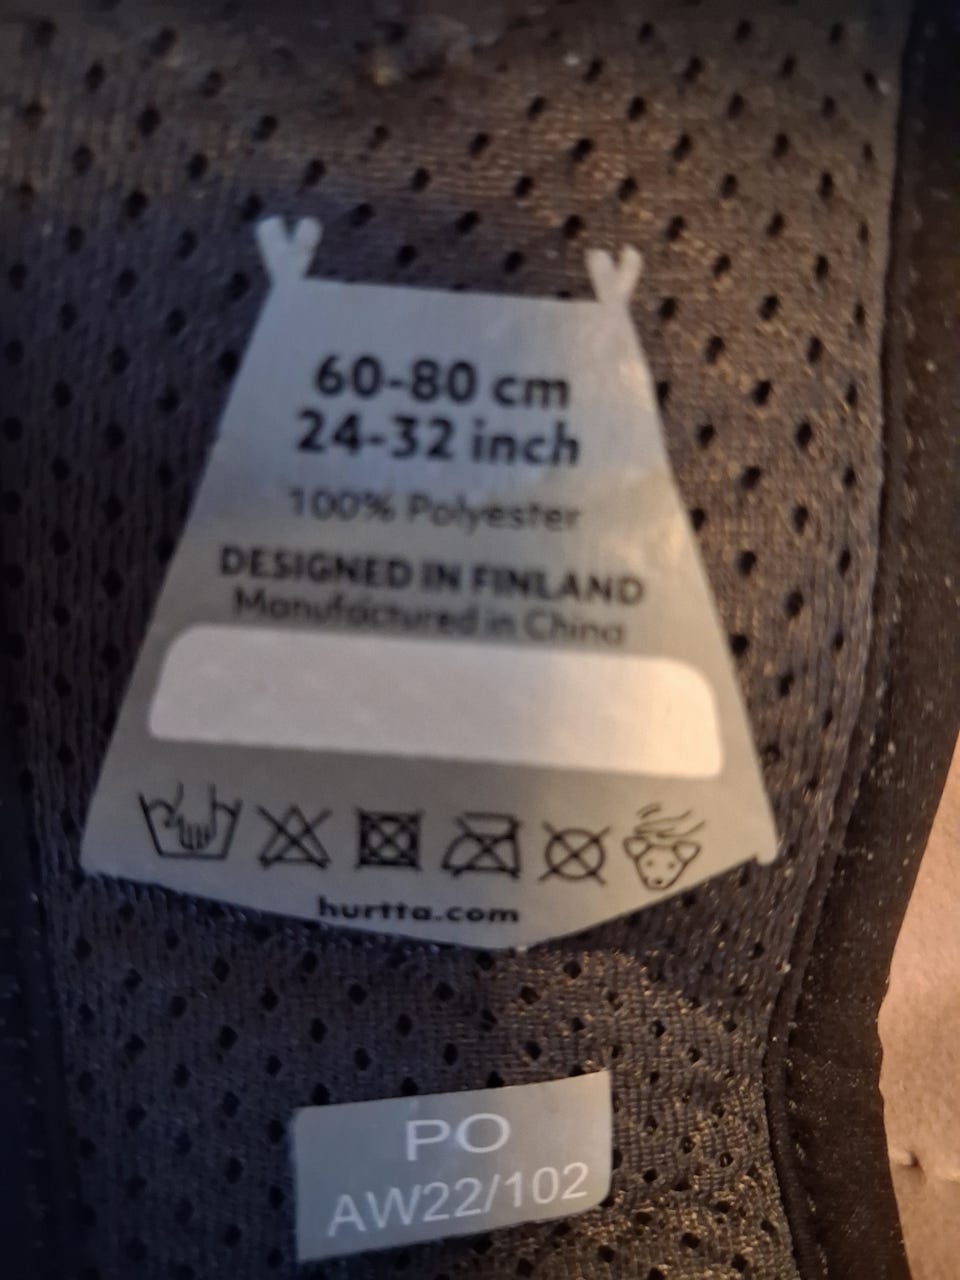 60-80 cm
24-32 inch
100% Polyester
DESIGNED IN FINLAND
Manufactured in China
hurtta.com
PO
AW22/102